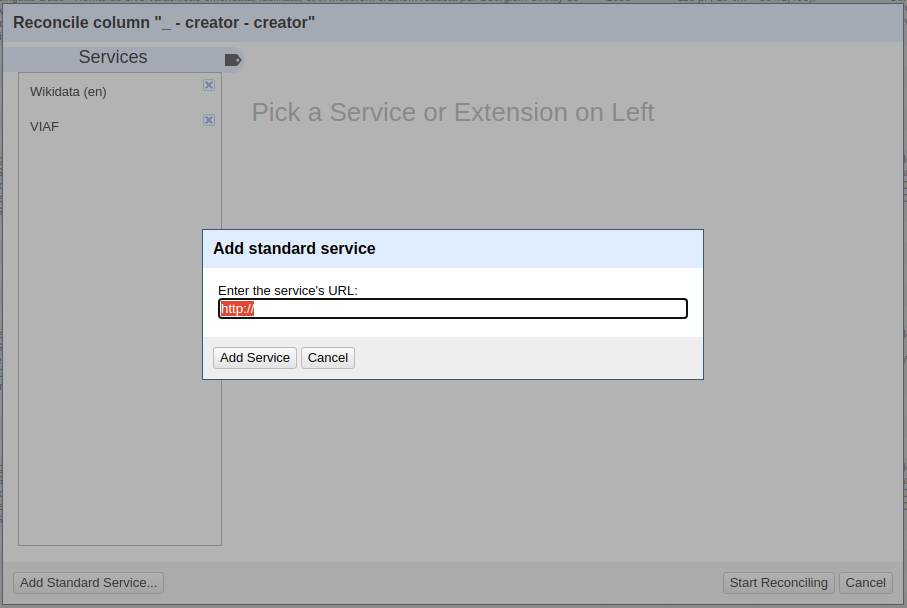 Reconcile column "_ - creator - creator"
Services
Wikidata (en)
VIAF
Pick a Service or Extension on Left
Add standard service
Enter the service's URL:
http://
Add Service Cancel
Add Standard Service... Start Reconciling Cancel